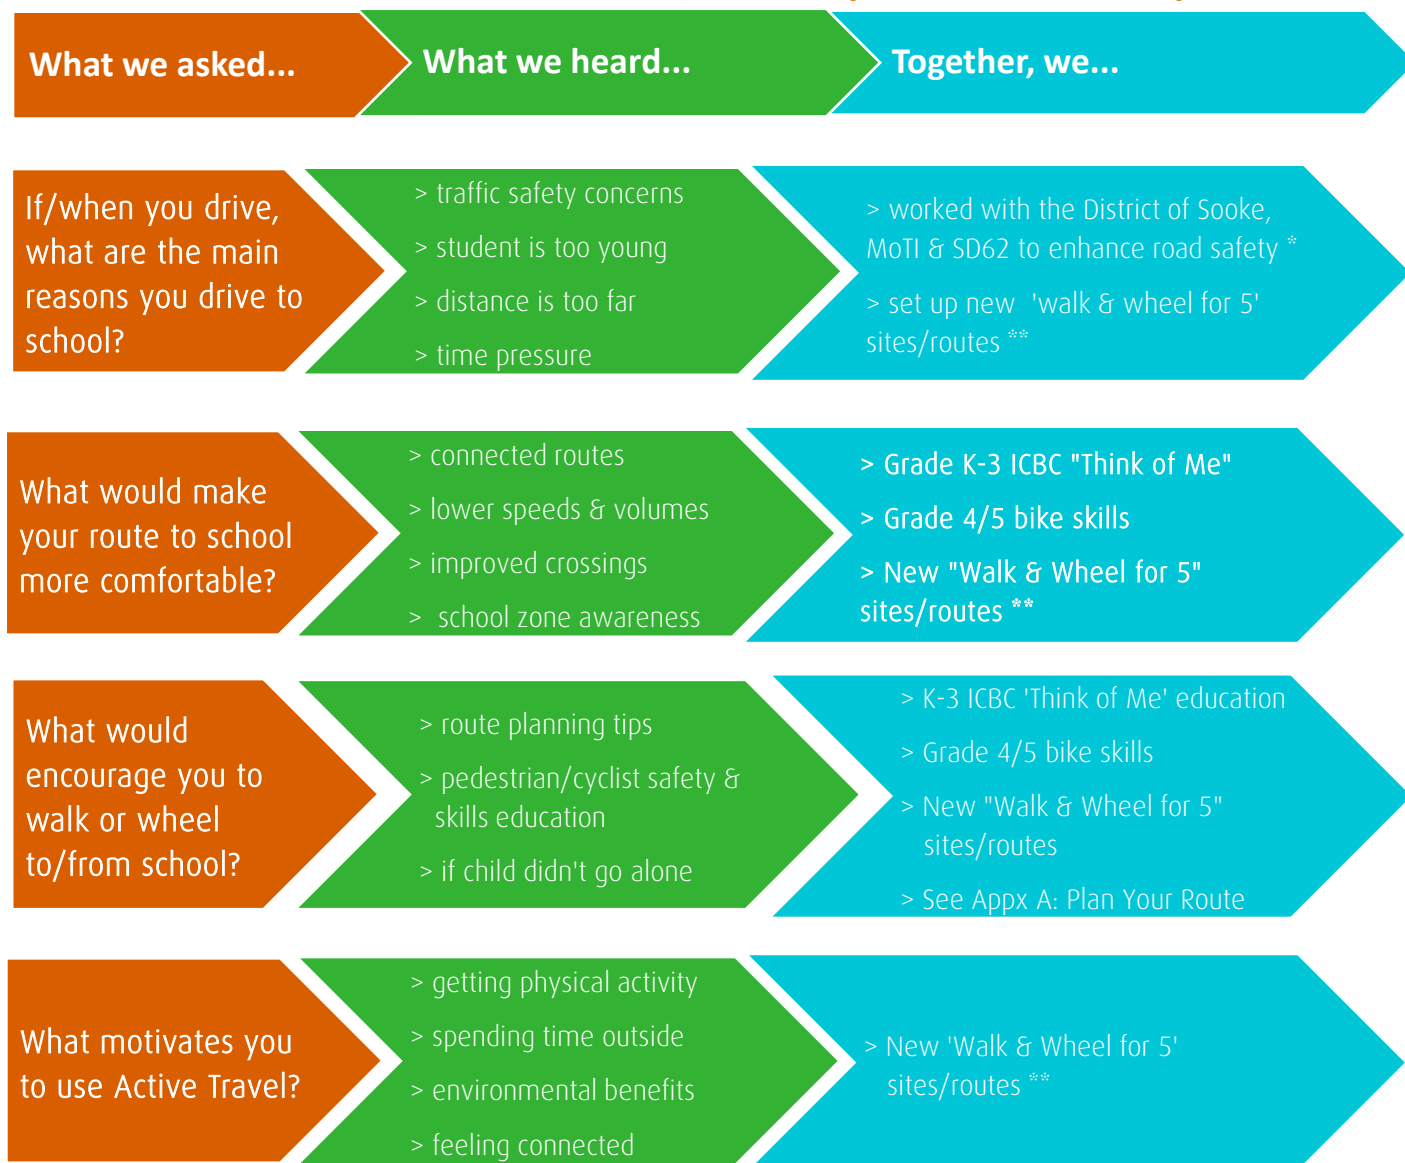 What we asked...
What we heard...
Together, we...
If/when you drive,
what are the main
reasons you drive to
school?
> traffic safety concerns
> student is too young
> distance is too far
> time pressure
> worked with the District of Sooke,
MoTI & SD62 to enhance road safety *
> set up new 'walk & wheel for 5'
sites/routes **
What would make
your route to school
more comfortable?
> connected routes
> lower speeds & volumes
> improved crossings
> school zone awareness
> Grade K-3 ICBC "Think of Me"
> Grade 4/5 bike skills
> New "Walk & Wheel for 5"
sites/routes **
What would
encourage you to
walk or wheel
to/from school?
> route planning tips
> pedestrian/cyclist safety &
skills education
> if child didn't go alone
> K-3 ICBC 'Think of Me' education
> Grade 4/5 bike skills
> New "Walk & Wheel for 5"
sites/routes
> See Appx A: Plan Your Route
What motivates you
to use Active Travel?
> getting physical activity
> spending time outside
> environmental benefits
> feeling connected
> New 'Walk & Wheel for 5'
sites/routes **